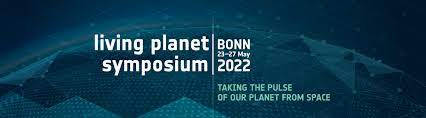 living planet
symposium
BONN
23-27 May
2022
TAKING THE PULSE
OF OUR PLANET FROM SPACE